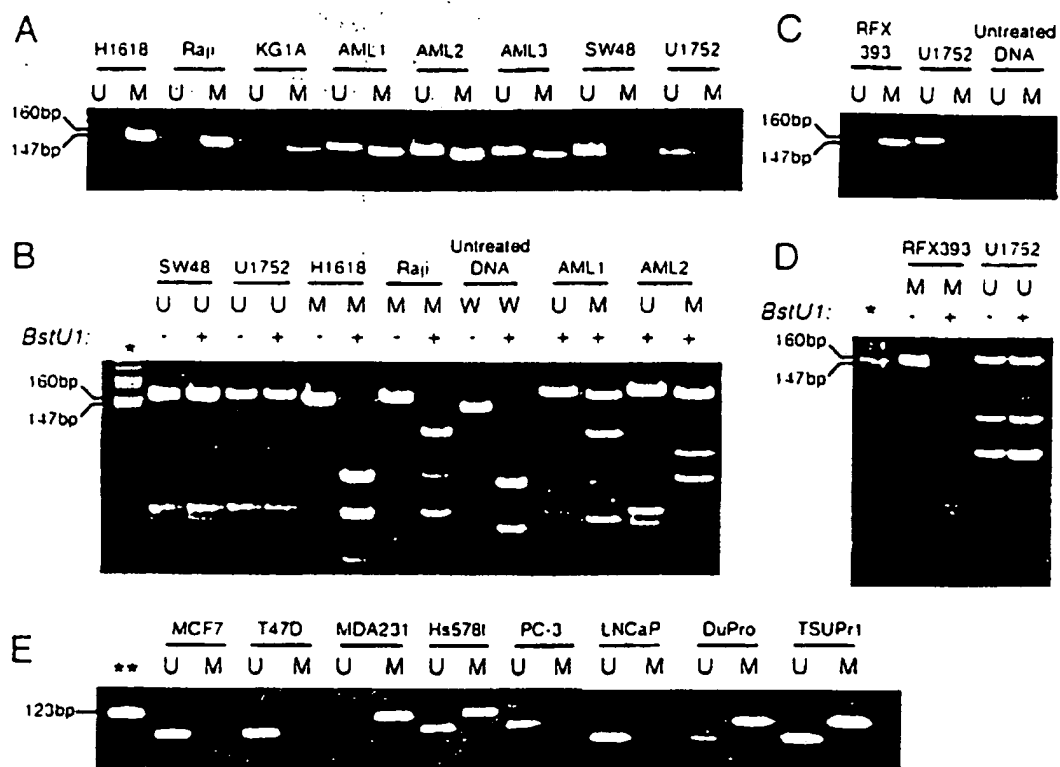 A
H1618 Raji KG1A AML1 AML2 AML3 SW48 U1752
U M U M U M U M U M U M U M U M
160bp
147bp
C
RFX 393 U1752 Untreated DNA
U M U M U M
160bp
147bp
B
SW48 U1752 H1618 Raji Untreated DNA AML1 AML2
U U U U M M M M W W U M U M
BstU1: - + - + - + - + - + + + + +
*
160bp
147bp
D
RFX393 U1752
M M U U
BstU1: * - + - +
160bp
147bp
E
MCF7 T47D MDA231 Hs578t PC-3 LNCaP DuPro TSUPr1
** U M U M U M U M U M U M U M U M
123bp